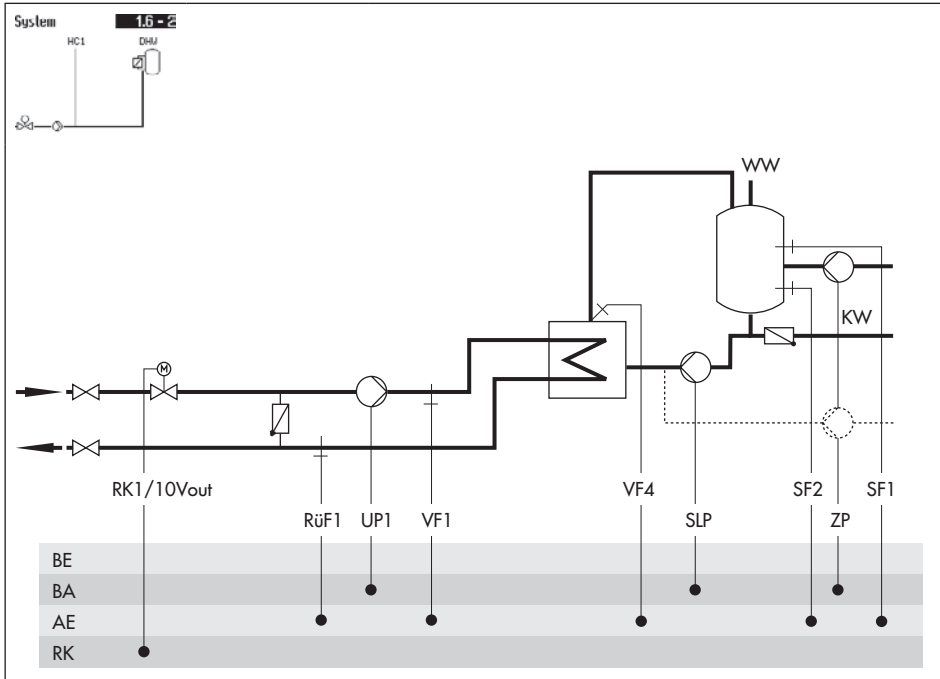 System 1.6 - 2
HC1 DHW
WW
KW
M
RK1/10Vout VF4 SF2 SF1
RüF1 UP1 VF1 SLP ZP
BE
BA
AE
RK